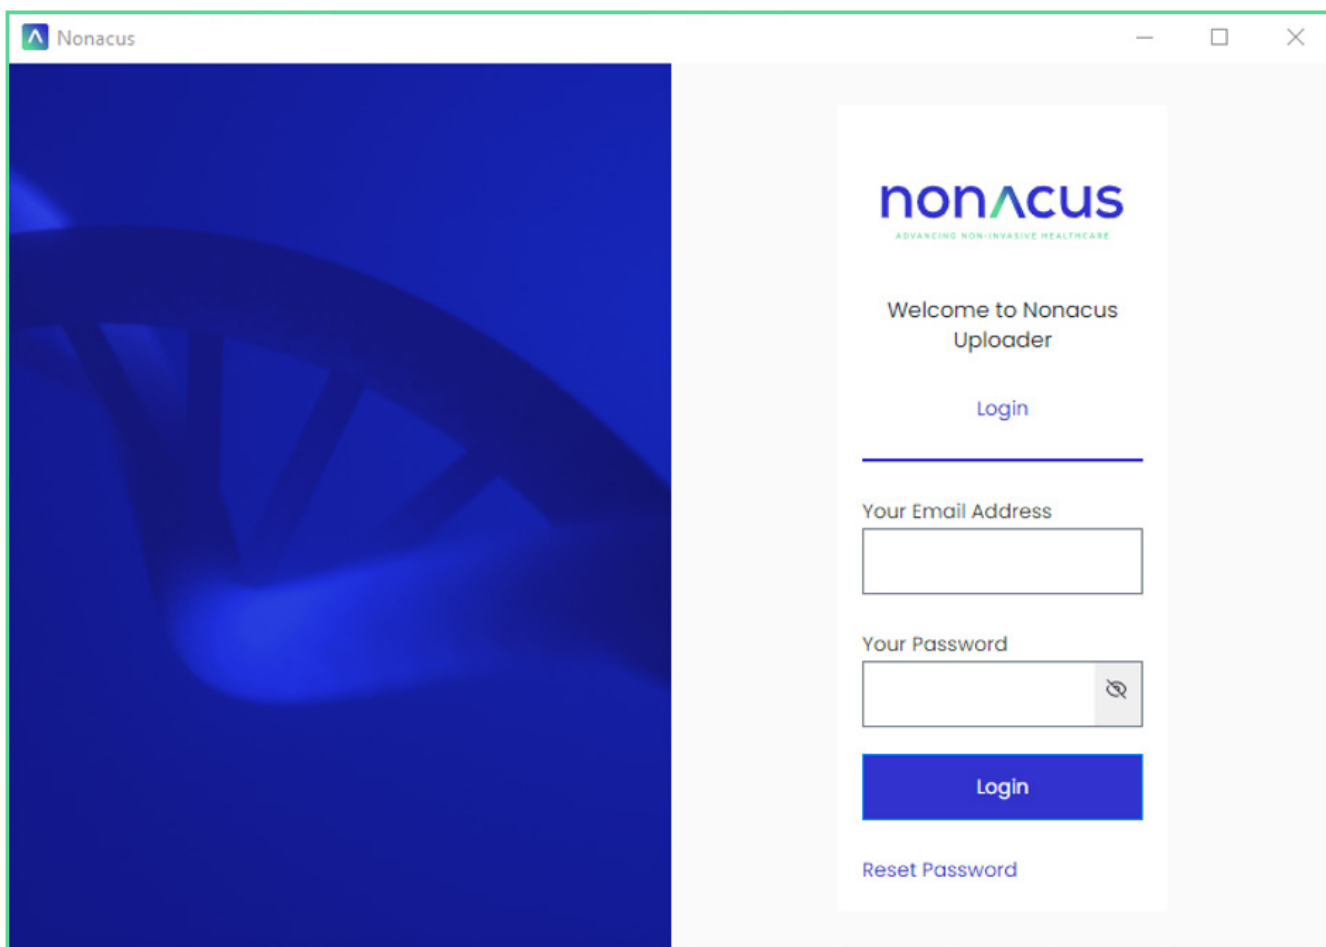 Nonacus
nonacus
ADVANCING NON-INVASIVE HEALTHCARE
Welcome to Nonacus
Uploader
Login
Your Email Address
Your Password
Login
Reset Password